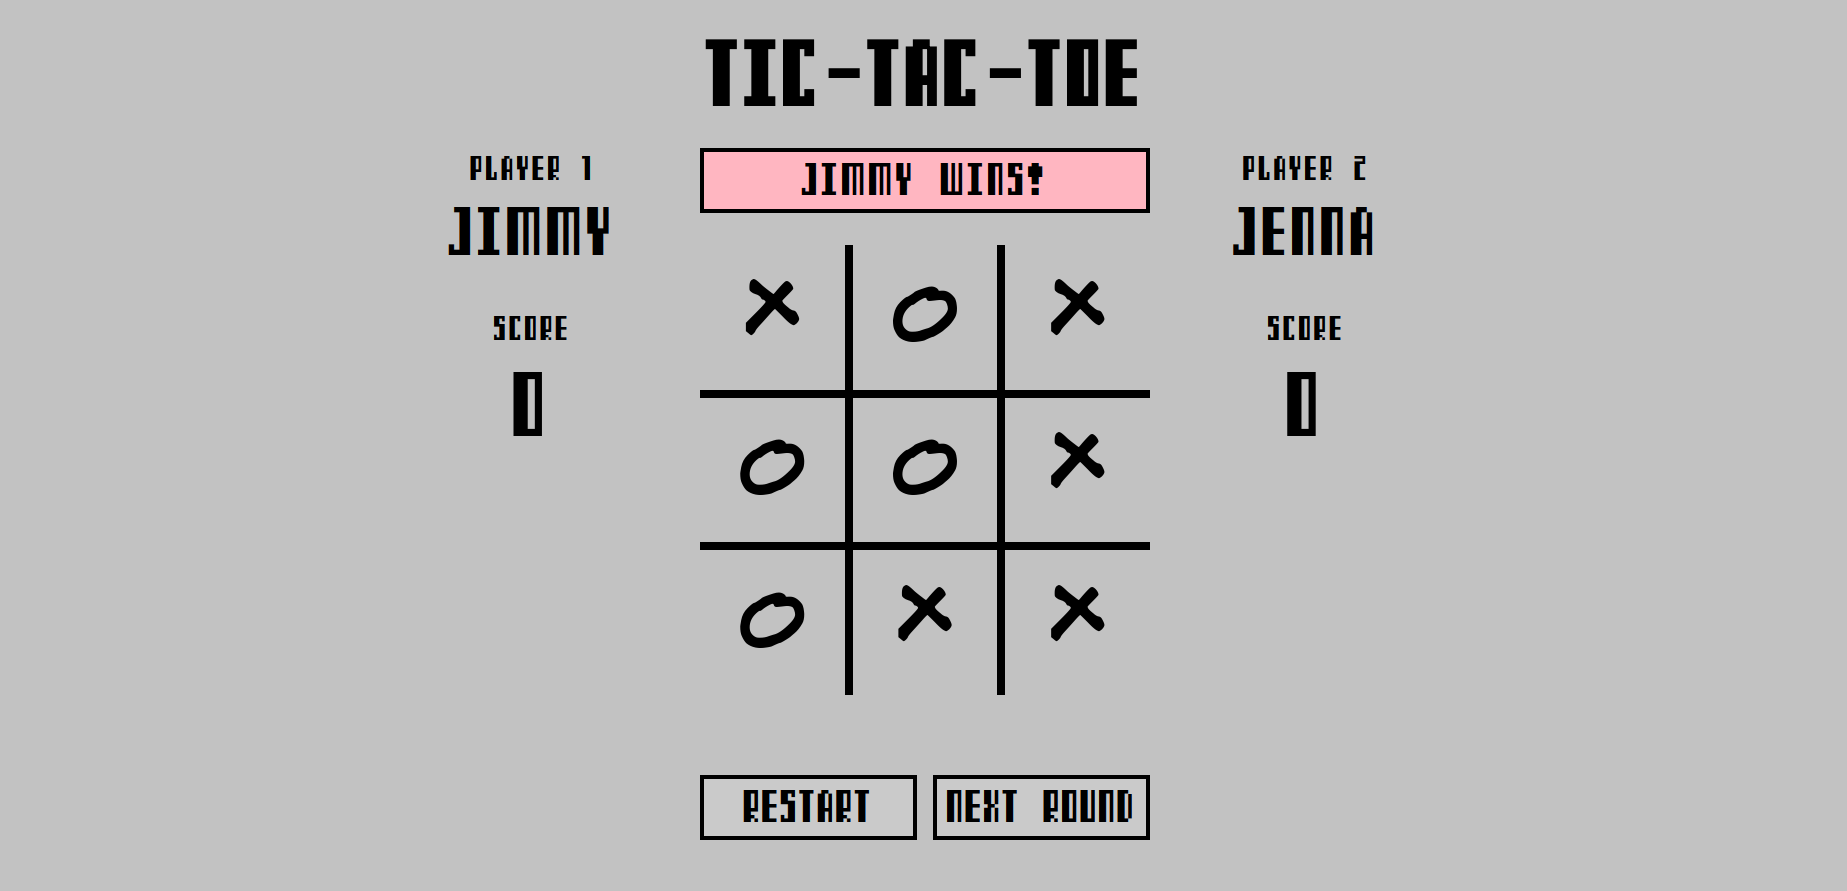 TIC-TAC-TOE
PLAYER 1
JIMMY
SCORE
0
JIMMY WINS!
X O X
O O X
O X X
PLAYER 2
JENNA
SCORE
0
RESTART
NEXT ROUND